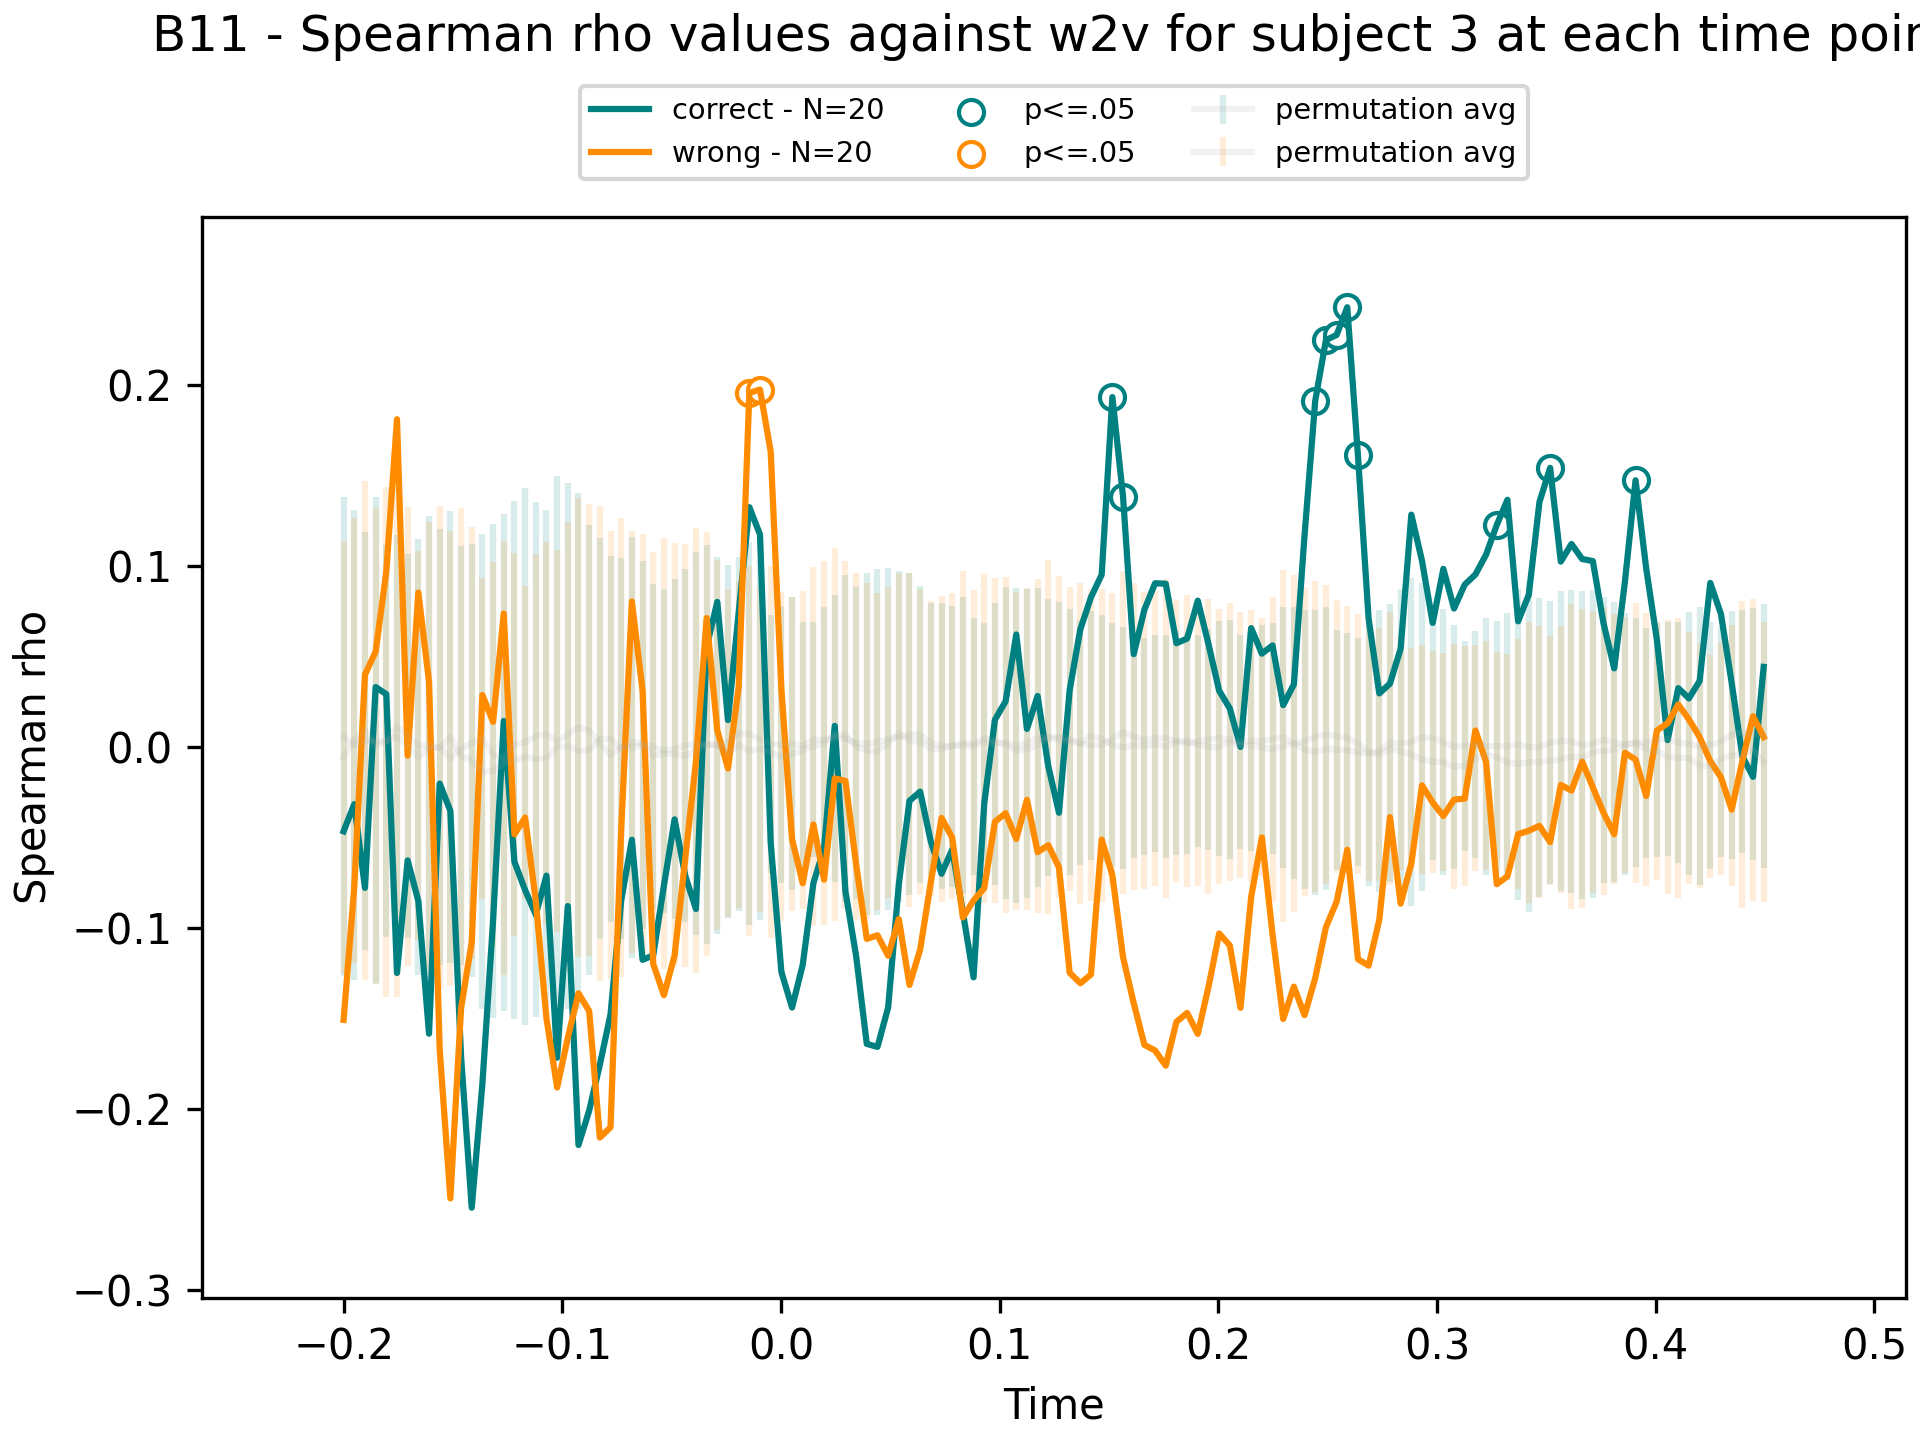 B11 - Spearman rho values against w2v for subject 3 at each time poin
correct - N=20
p<=.05
permutation avg
wrong - N=20
p<=.05
permutation avg
Spearman rho
0.2
0.1
0.0
−0.1
−0.2
−0.3
−0.2
−0.1
0.0
0.1
0.2
0.3
0.4
0.5
Time